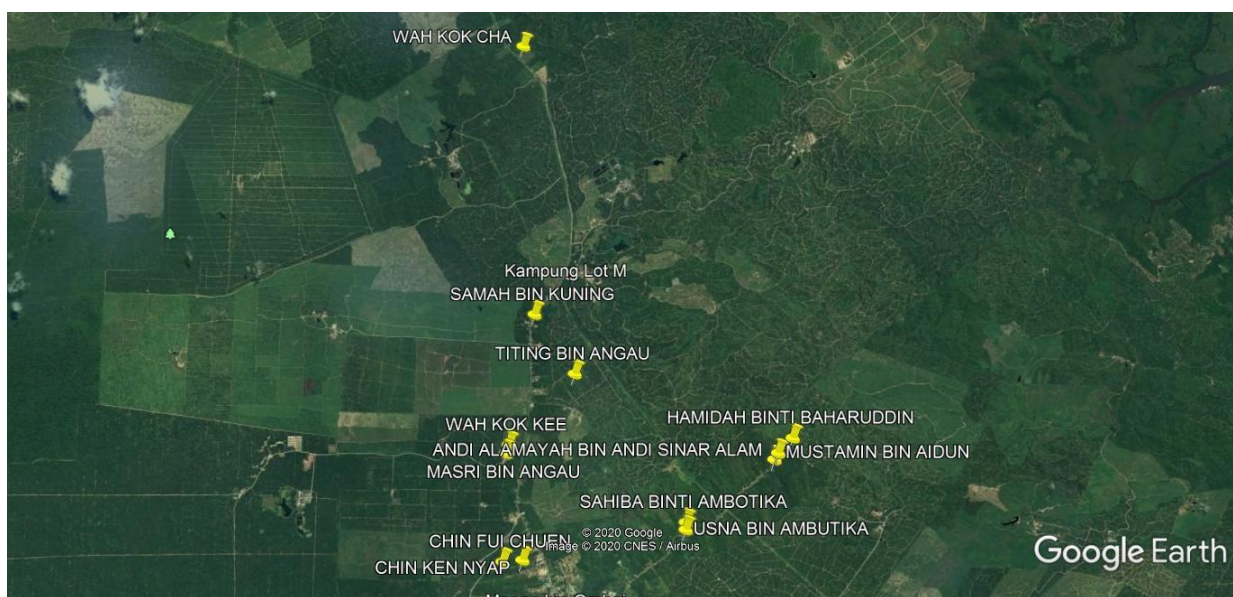 WAH KOK CHA
Kampung Lot M
SAMAH BIN KUNING
TITING BIN ANGAU
HAMIDAH BINTI BAHARUDDIN
WAH KOK KEE
ANDI ALAMAYAH BIN ANDI SINAR ALAM
MUSTAMIN BIN AIDUN
MASRI BIN ANGAU
SAHIBA BINTI AMBOTIKA
USNA BIN AMBUTIKA
© 2020 Google
CHIN FUI CHUEN
Image © 2020 CNES / Airbus
CHIN KEN NYAP
Google Earth